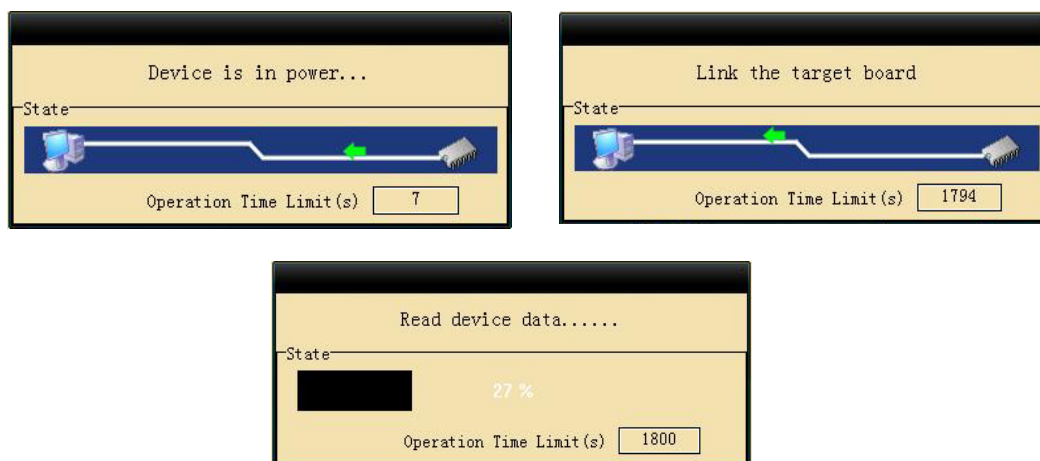 Device is in power...
State
Operation Time Limit(s) 7
Link the target board
State
Operation Time Limit(s) 1794
Read device data......
State
27 %
Operation Time Limit(s) 1800